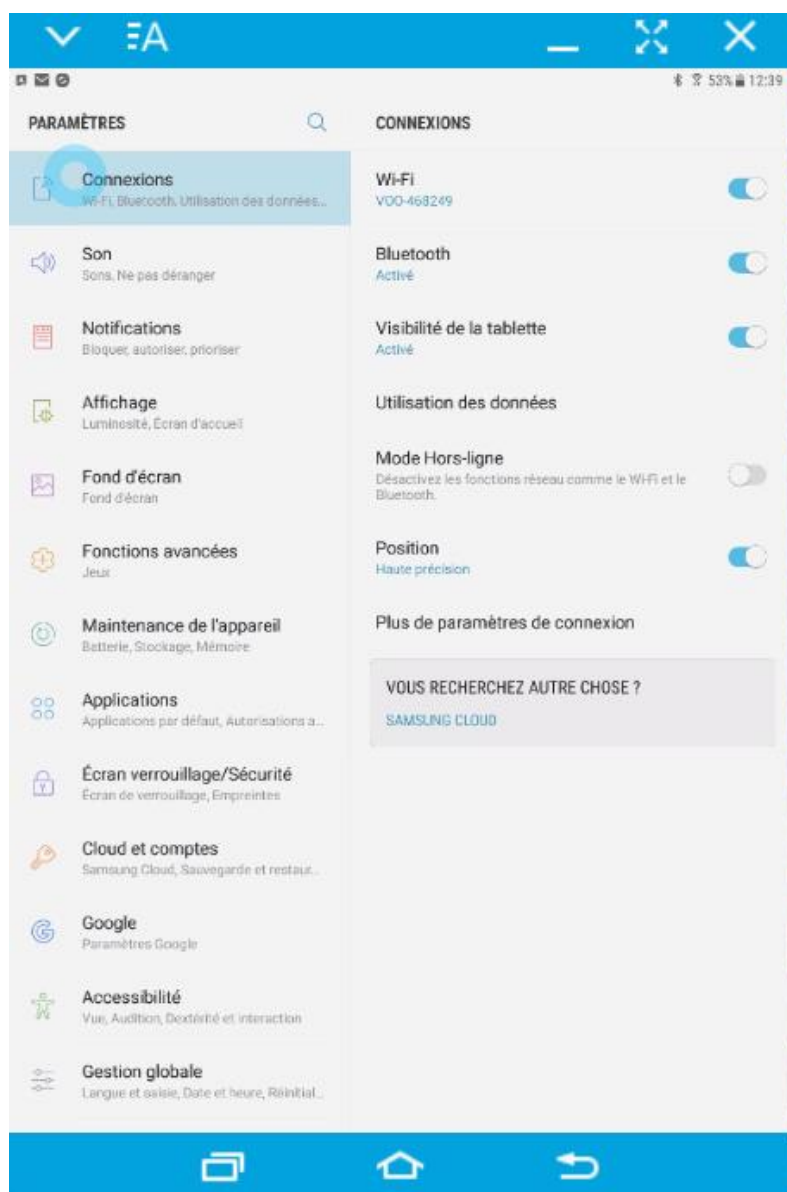 A
53% 12:39
PARAMÈTRES
Connexions
Wi-Fi, Bluetooth, Utilisation des données...
Son
Sons, Ne pas déranger
Notifications
Bloquer, autoriser, prioriser
Affichage
Luminosité, Écran d'accueil
Fond d'écran
Fond d'écran
Fonctions avancées
Jeux
Maintenance de l'appareil
Batterie, Stockage, Mémoire
Applications
Applications par défaut, Autorisations a...
Écran verrouillage/Sécurité
Écran de verrouillage, Empreintes
Cloud et comptes
Samsung Cloud, Sauvegarde et restaur...
Google
Paramètres Google
Accessibilité
Vue, Audition, Dextérité et interaction
Gestion globale
Langue et saisie, Date et heure, Réinitial...
CONNEXIONS
Wi-Fi
VOO-468249
Bluetooth
Activé
Visibilité de la tablette
Activé
Utilisation des données
Mode Hors-ligne
Désactivez les fonctions réseau comme le Wi-Fi et le
Bluetooth.
Position
Haute précision
Plus de paramètres de connexion
VOUS RECHERCHEZ AUTRE CHOSE ?
SAMSUNG CLOUD